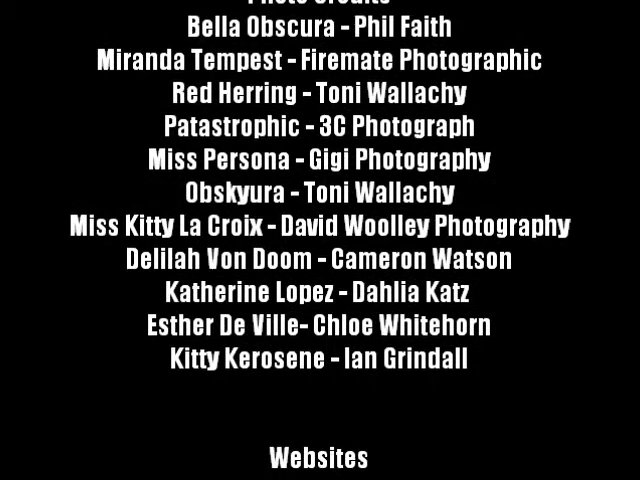 Photo Credits
Bella Obscura - Phil Faith
Miranda Tempest - Firemate Photographic
Red Herring - Toni Wallachy
Patastrophic - 3C Photograph
Miss Persona - Gigi Photography
Obskyura - Toni Wallachy
Miss Kitty La Croix - David Woolley Photography
Delilah Von Doom - Cameron Watson
Katherine Lopez - Dahlia Katz
Esther De Ville- Chloe Whitehorn
Kitty Kerosene - Ian Grindall
Websites